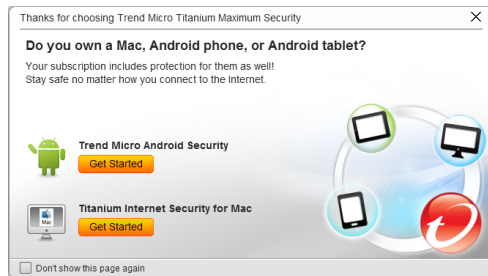 Thanks for choosing Trend Micro Titanium Maximum Security
Do you own a Mac, Android phone, or Android tablet?
Your subscription includes protection for them as well!
Stay safe no matter how you connect to the Internet.
Trend Micro Android Security
Get Started
Mac
Titanium Internet Security for Mac
Get Started
Don't show this page again